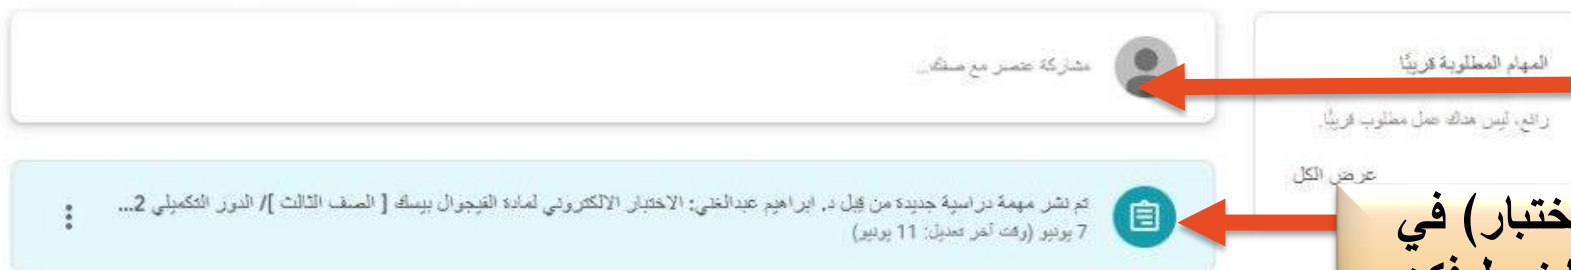 المهام المطلوبة قريبًا
رائع، ليس هناك عمل مطلوب قريبًا.
عرض الكل
مشاركة عنصر مع صفك...
تم نشر مهمة دراسية جديدة من قِبل د. ابراهيم عبدالغني: الاختبار الالكتروني لمادة الفيجوال بيسك [ الصف الثالث ]/ الدور التكميلي 2...
7 يونيو (وقت آخر تعديل: 11 يونيو)
ختبار) في